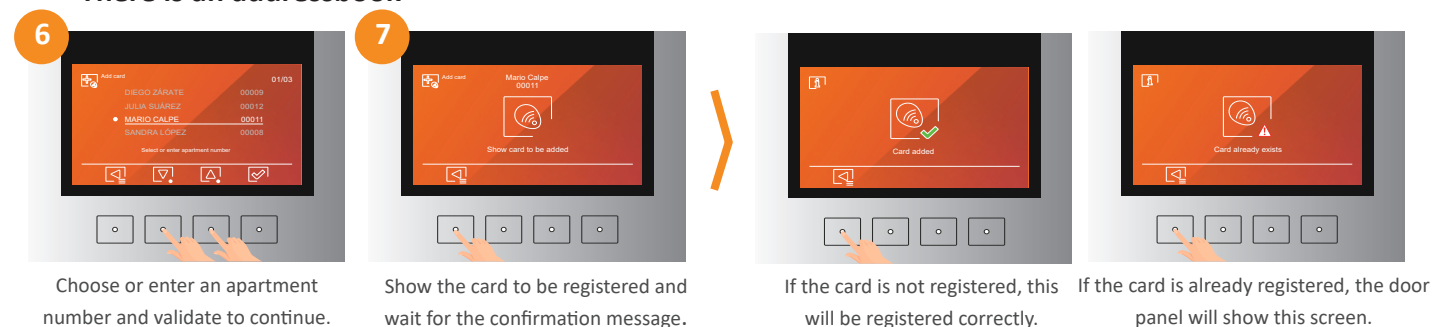 There is an addressbook
6
Add card
01/03
DIEGO ZÁRATE 00009
JULIA SUÁREZ 00012
MARIO CALPE 00011
SANDRA LÓPEZ 00008
Select or enter apartment number
Choose or enter an apartment
number and validate to continue.
7
Add card
Mario Calpe
00011
Show card to be added
Show the card to be registered and
wait for the confirmation message.
Card added
If the card is not registered, this
will be registered correctly.
Card already exists
If the card is already registered, the door
panel will show this screen.